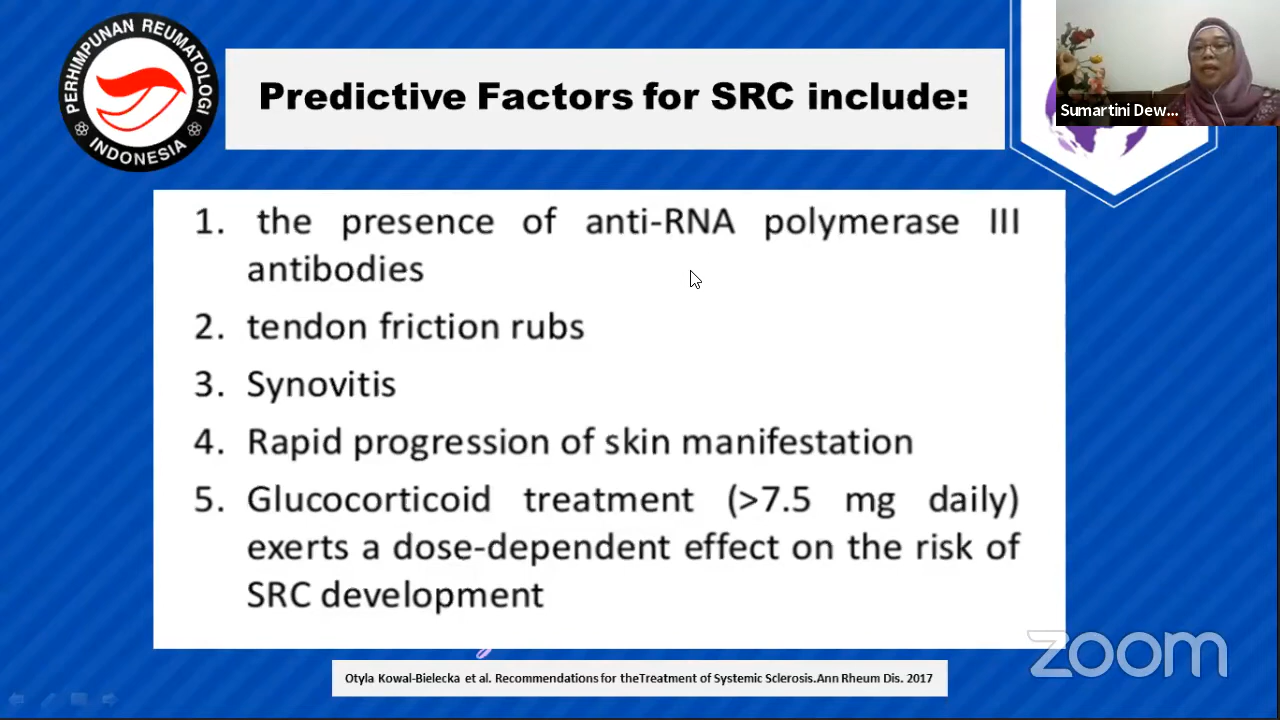 PERHIMPUNAN REUMATOLOGI
INDONESIA
Predictive Factors for SRC include:
Sumartini Dew...
1. the presence of anti-RNA polymerase III
antibodies
2. tendon friction rubs
3. Synovitis
4. Rapid progression of skin manifestation
5. Glucocorticoid treatment (>7.5 mg daily)
exerts a dose-dependent effect on the risk of
SRC development
zoom
Otyla Kowal-Bielecka et al. Recommendations for theTreatment of Systemic Sclerosis.Ann Rheum Dis. 2017